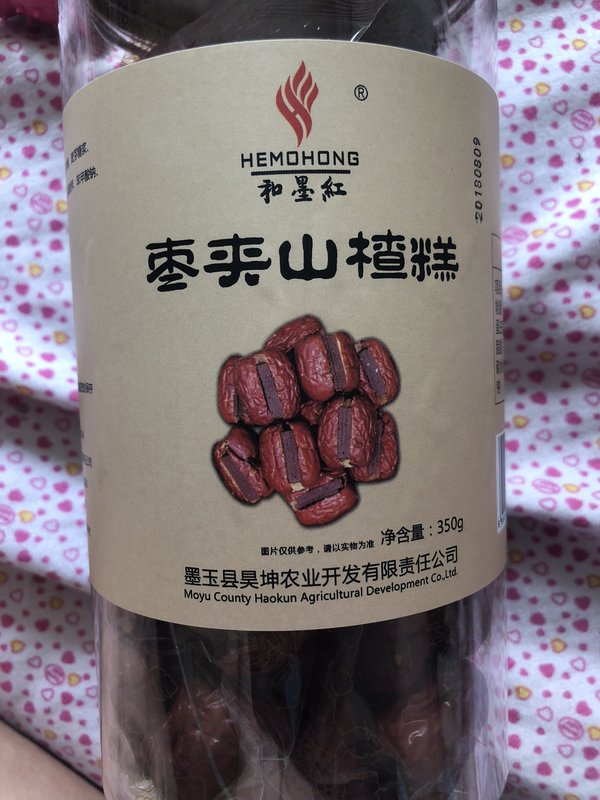 ®
HEMOHONG
和墨紅
20180809
枣夹山楂糕
净含量：350g
图片仅供参考，请以实物为准
墨玉县昊坤农业开发有限责任公司
Moyu County Haokun Agricultural Development Co.,Ltd.